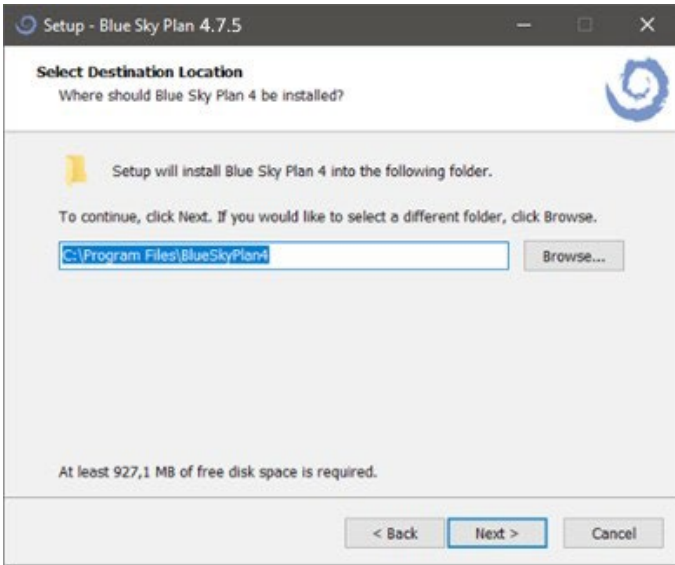 Setup - Blue Sky Plan 4.7.5
Select Destination Location
Where should Blue Sky Plan 4 be installed?
Setup will install Blue Sky Plan 4 into the following folder.
To continue, click Next. If you would like to select a different folder, click Browse.
C:\Program Files\BlueSkyPlan4
Browse...
At least 927,1 MB of free disk space is required.
< Back
Next >
Cancel